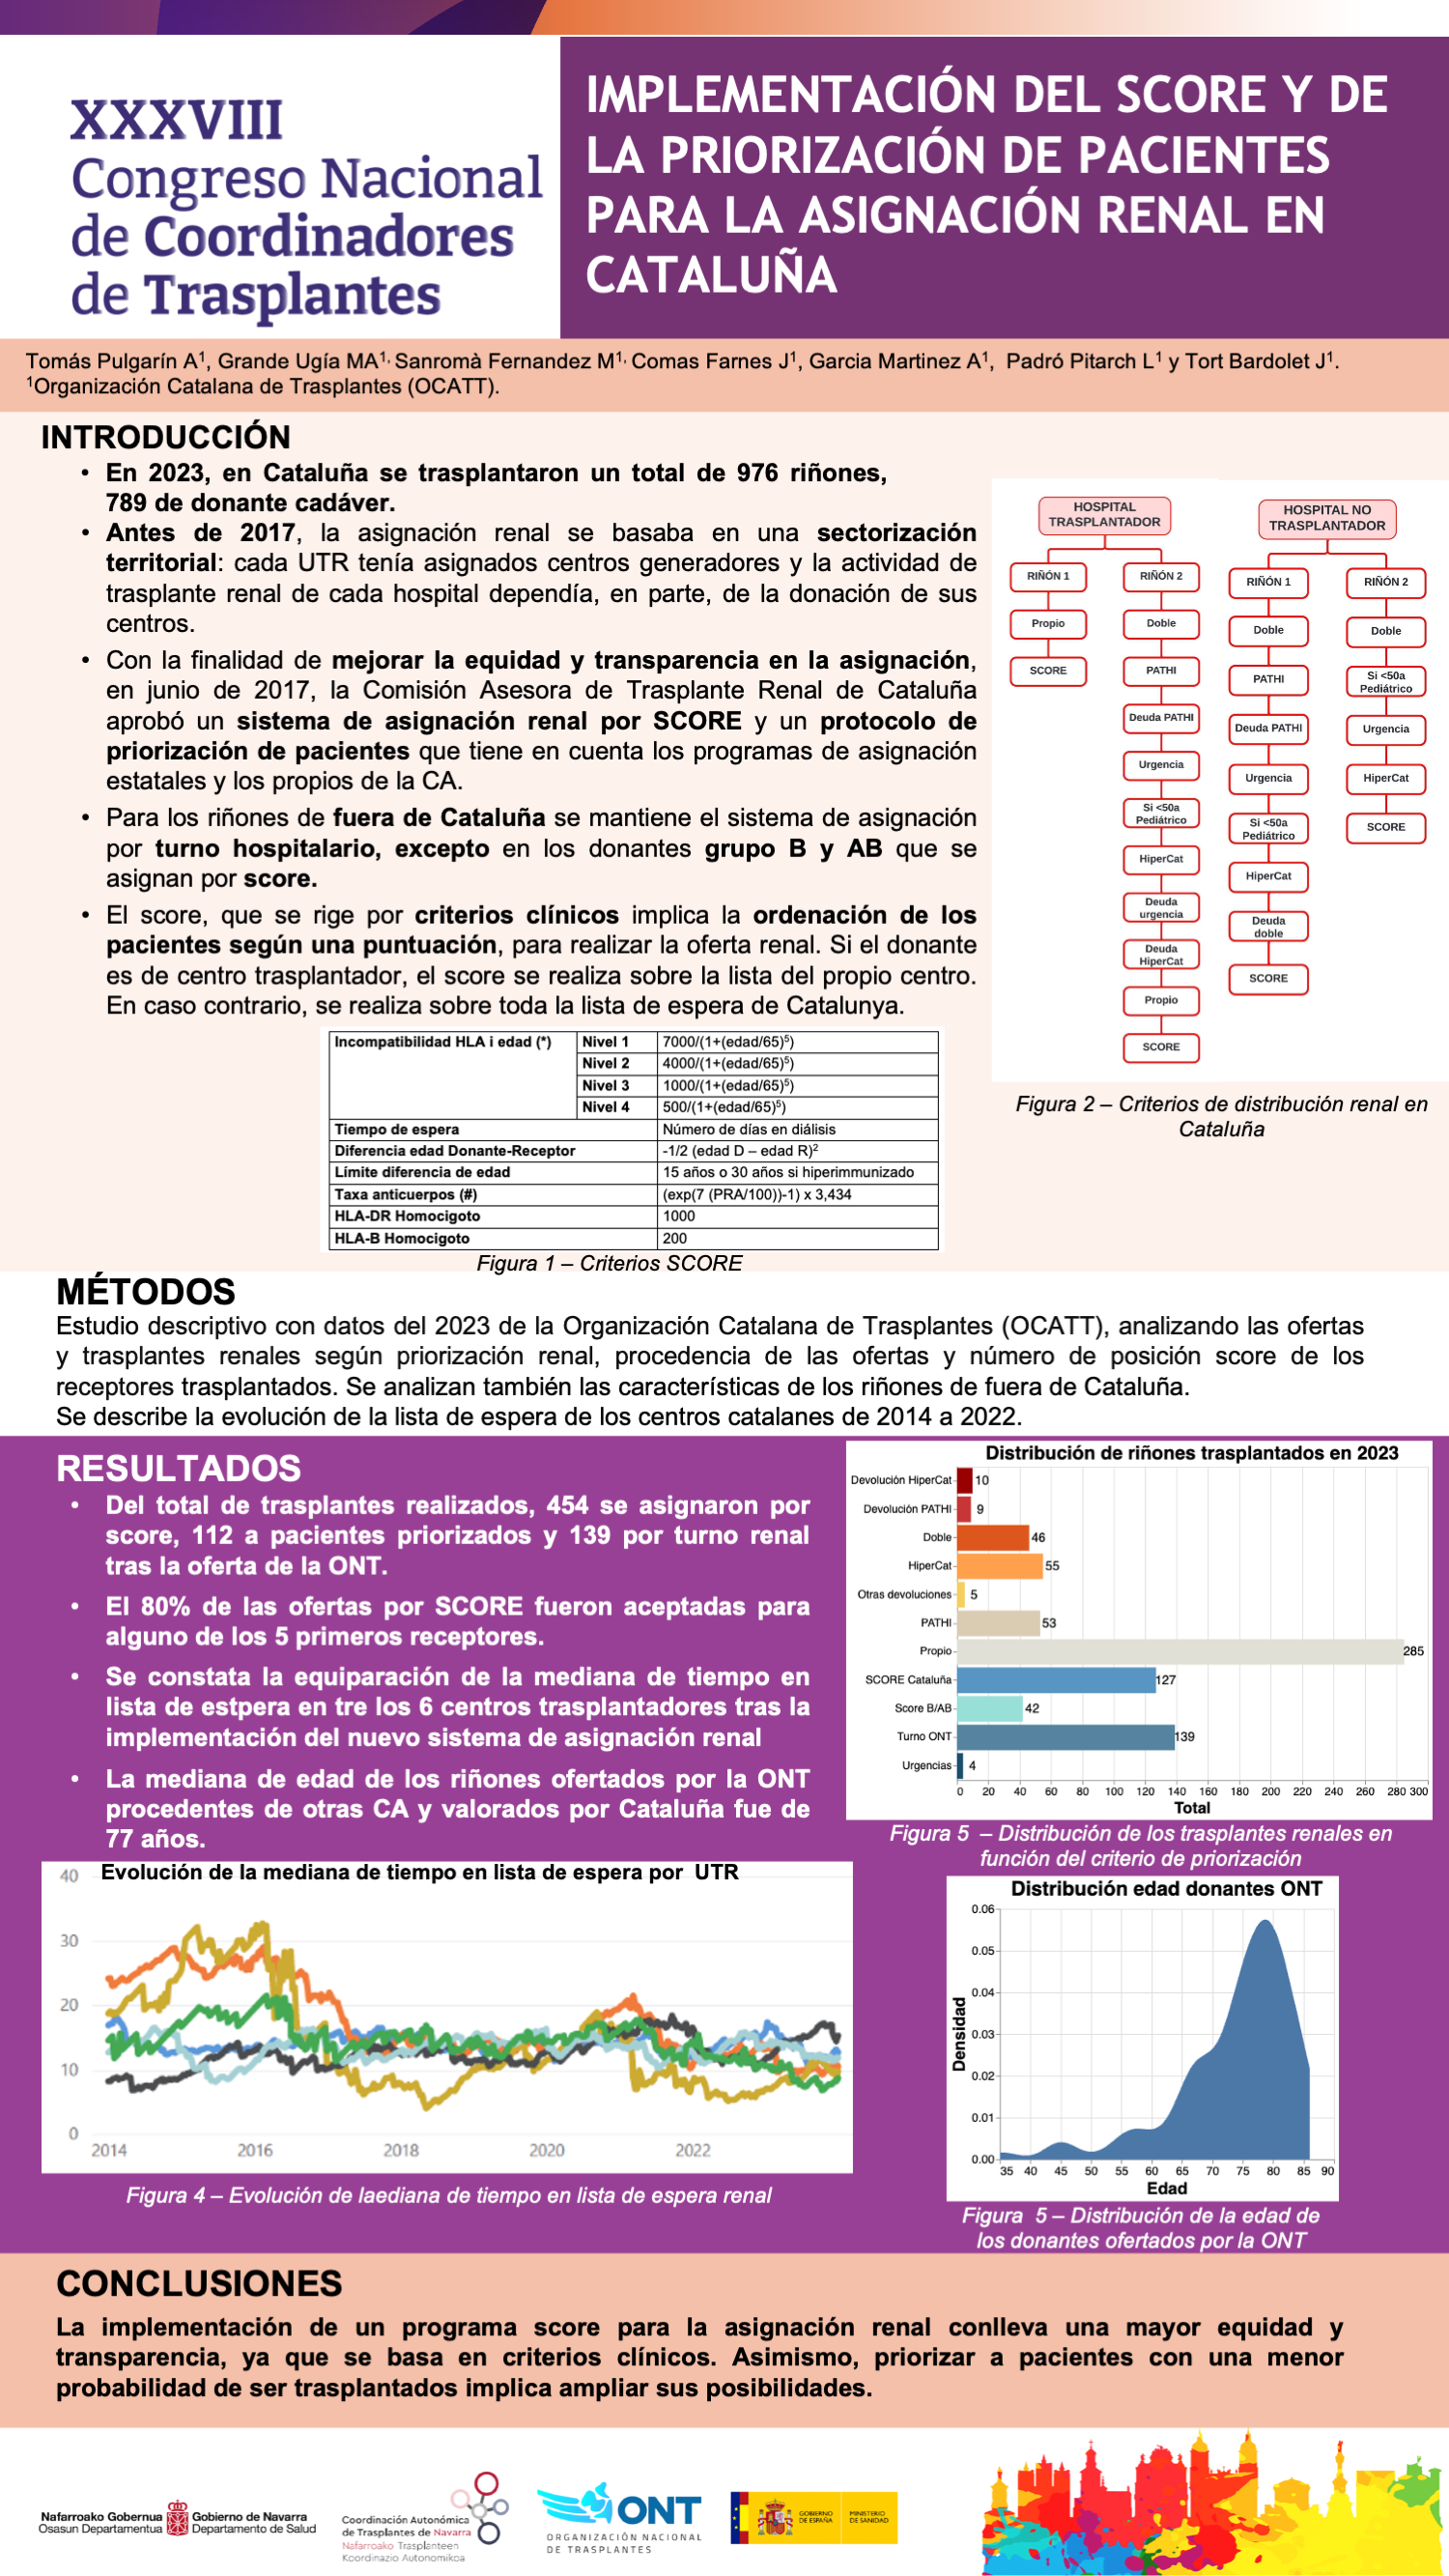 XXXVIII
Congreso Nacional
de Coordinadores
de Trasplantes
IMPLEMENTACIÓN DEL SCORE Y DE
LA PRIORIZACIÓN DE PACIENTES
PARA LA ASIGNACIÓN RENAL EN
CATALUÑA
Tomás Pulgarín A¹, Grande Ugía MA¹, Sanromà Fernandez M¹, Comas Farnes J¹, Garcia Martinez A¹, Padró Pitarch L¹ y Tort Bardolet J¹.
¹Organización Catalana de Trasplantes (OCATT).
INTRODUCCIÓN
• En 2023, en Cataluña se trasplantaron un total de 976 riñones,
789 de donante cadáver.
• Antes de 2017, la asignación renal se basaba en una sectorización
territorial: cada UTR tenía asignados centros generadores y la actividad de
trasplante renal de cada hospital dependía, en parte, de la donación de sus
centros.
• Con la finalidad de mejorar la equidad y transparencia en la asignación,
en junio de 2017, la Comisión Asesora de Trasplante Renal de Cataluña
aprobó un sistema de asignación renal por SCORE y un protocolo de
priorización de pacientes que tiene en cuenta los programas de asignación
estatales y los propios de la CA.
• Para los riñones de fuera de Cataluña se mantiene el sistema de asignación
por turno hospitalario, excepto en los donantes grupo B y AB que se
asignan por score.
• El score, que se rige por criterios clínicos implica la ordenación de los
pacientes según una puntuación, para realizar la oferta renal. Si el donante
es de centro trasplantador, el score se realiza sobre la lista del propio centro.
En caso contrario, se realiza sobre toda la lista de espera de Catalunya.
Incompatibilidad HLA i edad (*) Nivel 1 7000/(1+(edad/65)⁵)
Nivel 2 4000/(1+(edad/65)⁵)
Nivel 3 1000/(1+(edad/65)⁵)
Nivel 4 500/(1+(edad/65)⁵)
Tiempo de espera Número de días en diálisis
Diferencia edad Donante-Receptor -1/2 (edad D – edad R)²
Límite diferencia de edad 15 años o 30 años si hiperimmunizado
Taxa anticuerpos (#) (exp(7 (PRA/100))-1) x 3,434
HLA-DR Homocigoto 1000
HLA-B Homocigoto 200
Figura 1 – Criterios SCORE
HOSPITAL
TRASPLANTADOR
RIÑÓN 1
Propio
SCORE
RIÑÓN 2
Doble
PATHI
Deuda PATHI
Urgencia
Si <50a
Pediátrico
HiperCat
Deuda
urgencia
Deuda
HiperCat
Propio
SCORE
HOSPITAL NO
TRASPLANTADOR
RIÑÓN 1
Doble
PATHI
Deuda PATHI
Urgencia
Si <50a
Pediátrico
HiperCat
Deuda
doble
SCORE
RIÑÓN 2
Doble
Si <50a
Pediátrico
Urgencia
HiperCat
SCORE
Figura 2 – Criterios de distribución renal en
Cataluña
MÉTODOS
Estudio descriptivo con datos del 2023 de la Organización Catalana de Trasplantes (OCATT), analizando las ofertas
y trasplantes renales según priorización renal, procedencia de las ofertas y número de posición score de los
receptores trasplantados. Se analizan también las características de los riñones de fuera de Cataluña.
Se describe la evolución de la lista de espera de los centros catalanes de 2014 a 2022.
RESULTADOS
• Del total de trasplantes realizados, 454 se asignaron por
score, 112 a pacientes priorizados y 139 por turno renal
tras la oferta de la ONT.
• El 80% de las ofertas por SCORE fueron aceptadas para
alguno de los 5 primeros receptores.
• Se constata la equiparación de la mediana de tiempo en
lista de estpera en tre los 6 centros trasplantadores tras la
implementación del nuevo sistema de asignación renal
• La mediana de edad de los riñones ofertados por la ONT
procedentes de otras CA y valorados por Cataluña fue de
77 años.
Distribución de riñones trasplantados en 2023
Devolución HiperCat 10
Devolución PATHI 9
Doble 46
HiperCat 55
Otras devoluciones 5
PATHI 53
Propio 285
SCORE Cataluña 127
Score B/AB 42
Turno ONT 139
Urgencias 4
0 20 40 60 80 100 120 140 160 180 200 220 240 260 280 300
Total
Figura 5 – Distribución de los trasplantes renales en
función del criterio de priorización
Evolución de la mediana de tiempo en lista de espera por UTR
40
30
20
10
0
2014 2016 2018 2020 2022
Figura 4 – Evolución de laediana de tiempo en lista de espera renal
Distribución edad donantes ONT
Densidad
0.06
0.05
0.04
0.03
0.02
0.01
0.00
35 40 45 50 55 60 65 70 75 80 85 90
Edad
Figura 5 – Distribución de la edad de
los donantes ofertados por la ONT
CONCLUSIONES
La implementación de un programa score para la asignación renal conlleva una mayor equidad y
transparencia, ya que se basa en criterios clínicos. Asimismo, priorizar a pacientes con una menor
probabilidad de ser trasplantados implica ampliar sus posibilidades.
Nafarroako Gobernua Gobierno de Navarra
Osasun Departamentua Departamento de Salud
Coordinación Autonómica
de Trasplantes de Navarra
Nafarroako Trasplanteen
Koordinazio Autonomikoa
ONT
ORGANIZACIÓN NACIONAL
DE TRASPLANTES
GOBIERNO
DE ESPAÑA
MINISTERIO
DE SANIDAD